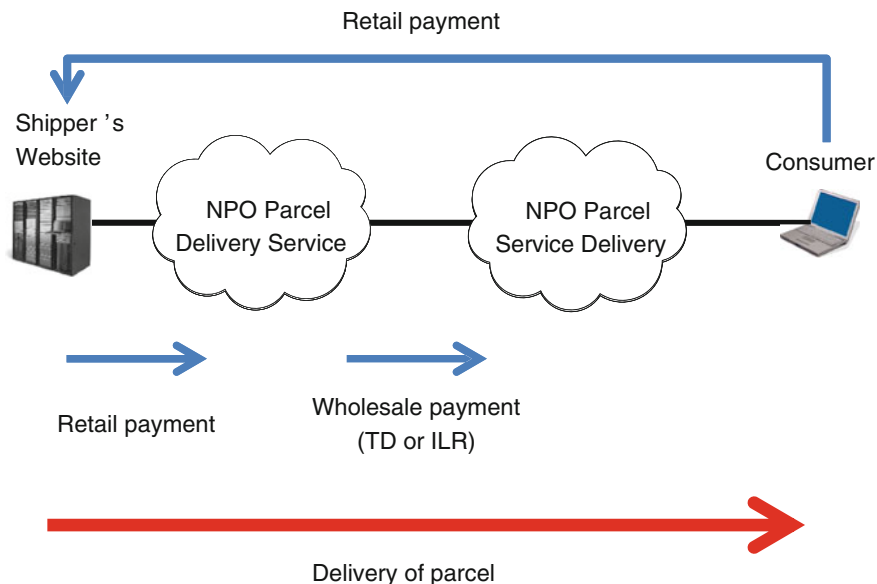 Retail payment
Shipper ’s
Website
Consumer
NPO Parcel
Delivery Service
NPO Parcel
Service Delivery
Retail payment
Wholesale payment
(TD or ILR)
Delivery of parcel